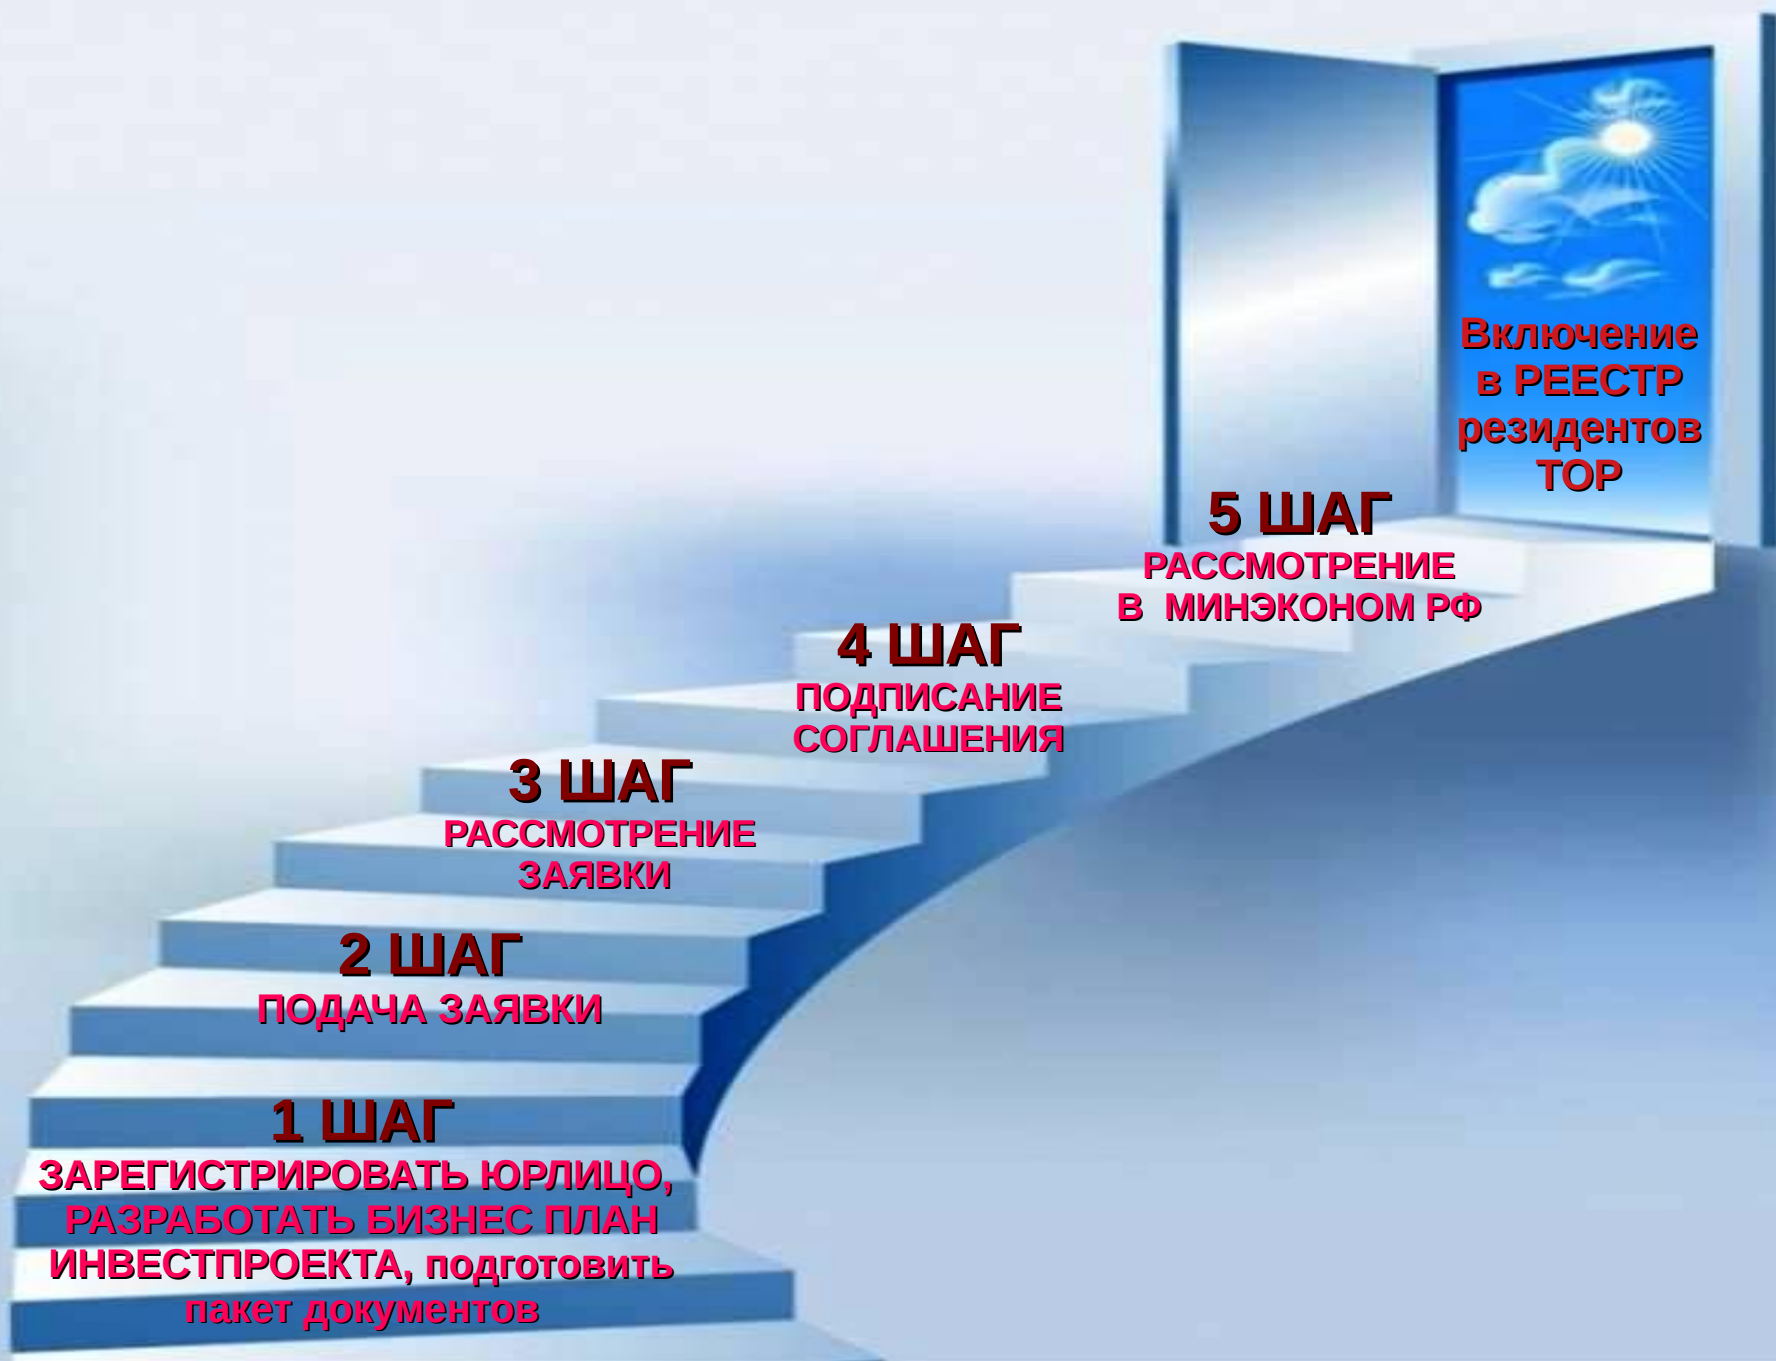 Включение
в РЕЕСТР
резидентов
ТОР
5 ШАГ
РАССМОТРЕНИЕ
В МИНЭКОНОМ РФ
4 ШАГ
ПОДПИСАНИЕ
СОГЛАШЕНИЯ
3 ШАГ
РАССМОТРЕНИЕ
ЗАЯВКИ
2 ШАГ
ПОДАЧА ЗАЯВКИ
1 ШАГ
ЗАРЕГИСТРИРОВАТЬ ЮРЛИЦО,
РАЗРАБОТАТЬ БИЗНЕС ПЛАН
ИНВЕСТПРОЕКТА, подготовить
пакет документов